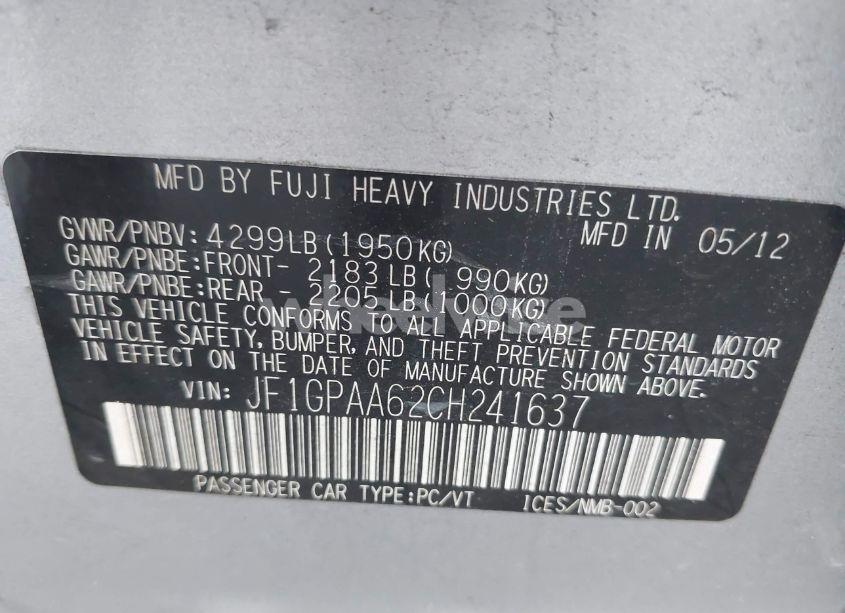 MFD BY FUJI HEAVY INDUSTRIES LTD.
GVWR/PNBV: 4299LB(1950KG) MFD IN 05/12
GAWR/PNBE:FRONT- 2183LB( 990KG)
GAWR/PNBE:REAR - 2205LB(1000KG)
THIS VEHICLE CONFORMS TO ALL APPLICABLE FEDERAL MOTOR
VEHICLE SAFETY, BUMPER, AND THEFT PREVENTION STANDARDS
IN EFFECT ON THE DATE OF MANUFACTURE SHOWN ABOVE.
VIN: JF1GPAA62CH241637
PASSENGER CAR TYPE:PC/VT ICES/NMB-002